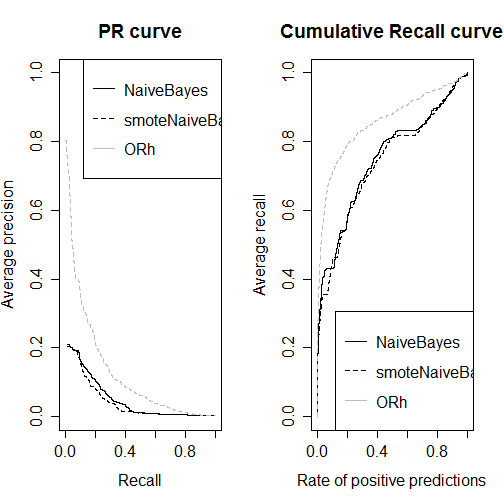 PR curve
Average precision
0.0 0.2 0.4 0.6 0.8 1.0
NaiveBayes
smoteNaiveBa
ORh
0.0 0.4 0.8
Recall
Cumulative Recall curve
Average recall
0.0 0.2 0.4 0.6 0.8 1.0
NaiveBayes
smoteNaiveBa
ORh
0.0 0.4 0.8
Rate of positive predictions